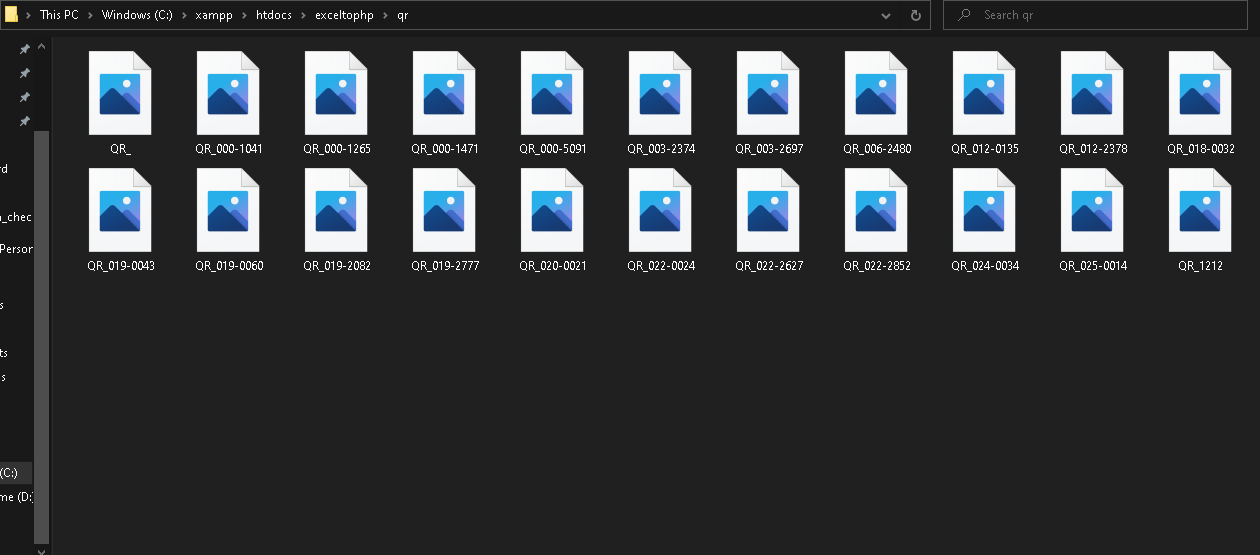 This PC > Windows (C:) > xampp > htdocs > exceltophp > qr
Search qr
QR_ QR_000-1041 QR_000-1265 QR_000-1471 QR_000-5091 QR_003-2374 QR_003-2697 QR_006-2480 QR_012-0135 QR_012-2378 QR_018-0032
rd
n_chec
Person
QR_019-0043 QR_019-0060 QR_019-2082 QR_019-2777 QR_020-0021 QR_022-0024 QR_022-2627 QR_022-2852 QR_024-0034 QR_025-0014 QR_1212
s
ts
s
(C:)
me (D:)